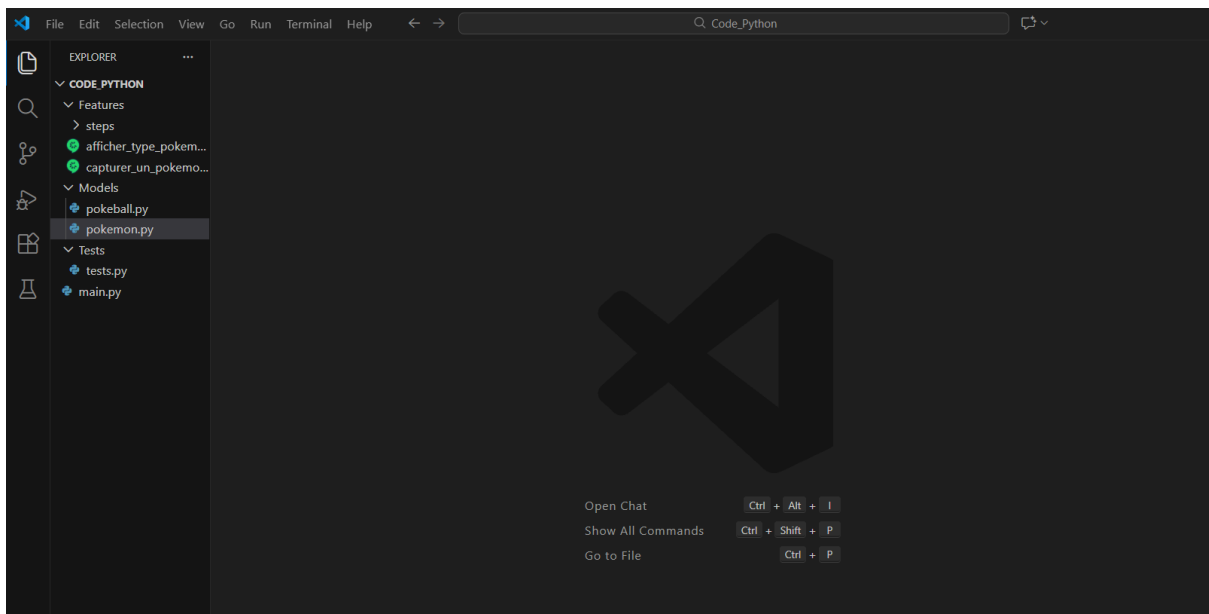 File Edit Selection View Go Run Terminal Help Code_Python
EXPLORER
CODE_PYTHON
Features
steps
afficher_type_pokem...
capturer_un_pokemo...
Models
pokeball.py
pokemon.py
Tests
tests.py
main.py
Open Chat Ctrl + Alt + I
Show All Commands Ctrl + Shift + P
Go to File Ctrl + P